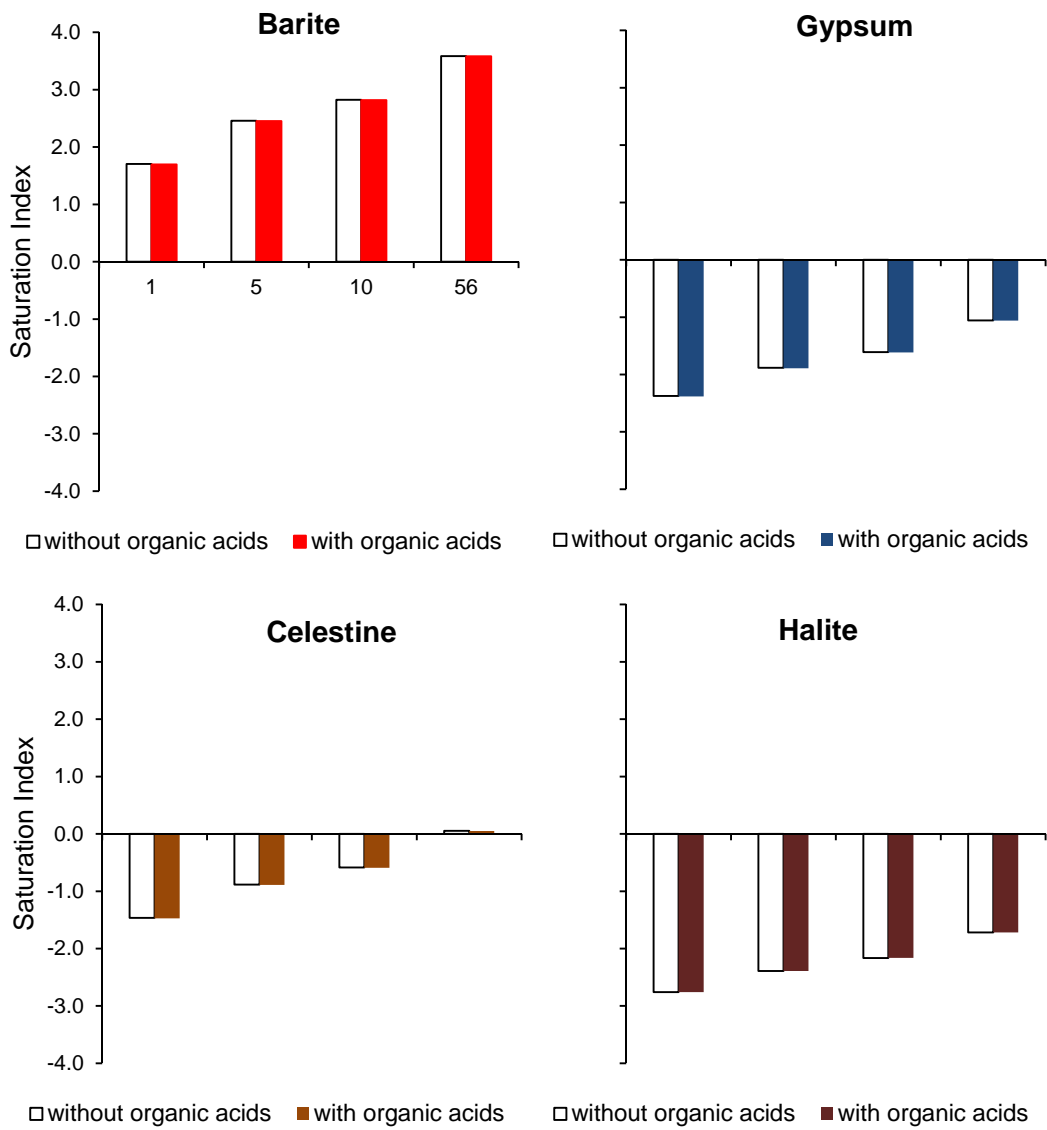 Barite
4.0
3.0
2.0
1.0
0.0
-1.0
-2.0
-3.0
-4.0
Saturation Index
1 5 10 56
without organic acids with organic acids
Gypsum
without organic acids with organic acids
Celestine
4.0
3.0
2.0
1.0
0.0
-1.0
-2.0
-3.0
-4.0
Saturation Index
without organic acids with organic acids
Halite
without organic acids with organic acids